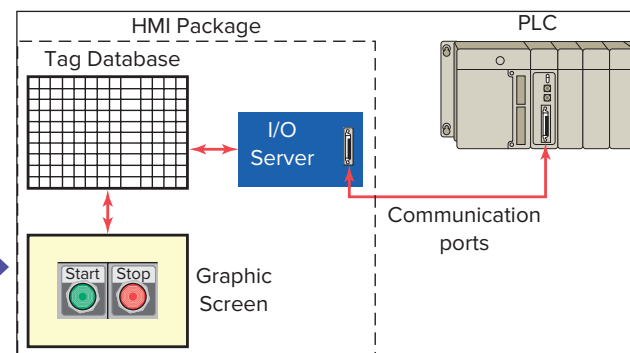 HMI Package
PLC
Tag Database
I/O
Server
Communication
ports
Start
Stop
Graphic
Screen